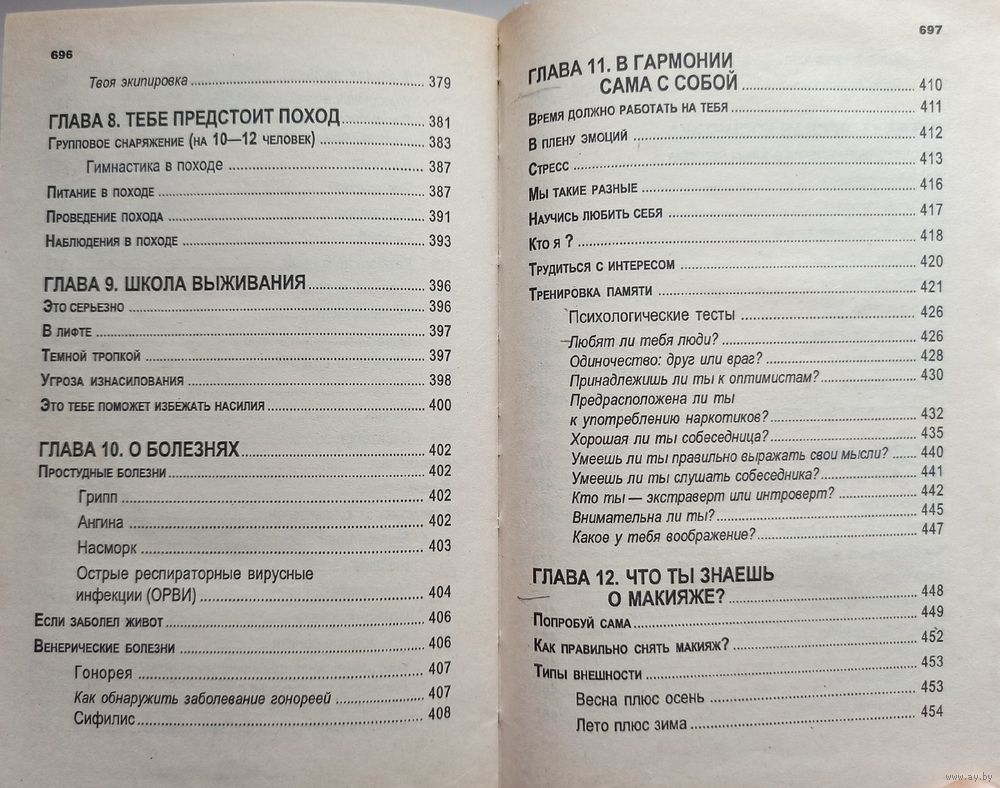 696
Твоя экипировка ........ 379
ГЛАВА 8. ТЕБЕ ПРЕДСТОИТ ПОХОД ........ 381
ГРУППОВОЕ СНАРЯЖЕНИЕ (НА 10—12 ЧЕЛОВЕК) ........ 383
Гимнастика в походе ........ 387
ПИТАНИЕ В ПОХОДЕ ........ 387
ПРОВЕДЕНИЕ ПОХОДА ........ 391
НАБЛЮДЕНИЯ В ПОХОДЕ ........ 393
ГЛАВА 9. ШКОЛА ВЫЖИВАНИЯ ........ 396
ЭТО СЕРЬЕЗНО ........ 396
В ЛИФТЕ ........ 397
ТЕМНОЙ ТРОПКОЙ ........ 397
УГРОЗА ИЗНАСИЛОВАНИЯ ........ 398
ЭТО ТЕБЕ ПОМОЖЕТ ИЗБЕЖАТЬ НАСИЛИЯ ........ 400
ГЛАВА 10. О БОЛЕЗНЯХ ........ 402
ПРОСТУДНЫЕ БОЛЕЗНИ ........ 402
Грипп ........ 402
Ангина ........ 402
Насморк ........ 403
Острые респираторные вирусные
инфекции (ОРВИ) ........ 404
ЕСЛИ ЗАБОЛЕЛ ЖИВОТ ........ 406
ВЕНЕРИЧЕСКИЕ БОЛЕЗНИ ........ 406
Гонорея ........ 407
Как обнаружить заболевание гонореей ........ 407
Сифилис ........ 408
697
ГЛАВА 11. В ГАРМОНИИ
САМА С СОБОЙ ........ 410
ВРЕМЯ ДОЛЖНО РАБОТАТЬ НА ТЕБЯ ........ 411
В ПЛЕНУ ЭМОЦИЙ ........ 412
СТРЕСС ........ 413
МЫ ТАКИЕ РАЗНЫЕ ........ 416
НАУЧИСЬ ЛЮБИТЬ СЕБЯ ........ 417
КТО Я ? ........ 418
ТРУДИТЬСЯ С ИНТЕРЕСОМ ........ 420
ТРЕНИРОВКА ПАМЯТИ ........ 421
Психологические тесты ........ 426
Любят ли тебя люди? ........ 426
Одиночество: друг или враг? ........ 428
Принадлежишь ли ты к оптимистам? ........ 430
Предрасположена ли ты
к употреблению наркотиков? ........ 432
Хорошая ли ты собеседница? ........ 435
Умеешь ли ты правильно выражать свои мысли? ........ 440
Умеешь ли ты слушать собеседника? ........ 441
Кто ты — экстраверт или интроверт? ........ 442
Внимательна ли ты? ........ 445
Какое у тебя воображение? ........ 447
ГЛАВА 12. ЧТО ТЫ ЗНАЕШЬ
О МАКИЯЖЕ? ........ 448
ПОПРОБУЙ САМА ........ 449
КАК ПРАВИЛЬНО СНЯТЬ МАКИЯЖ? ........ 452
ТИПЫ ВНЕШНОСТИ ........ 453
Весна плюс осень ........ 453
Лето плюс зима ........ 454
www.ay.by